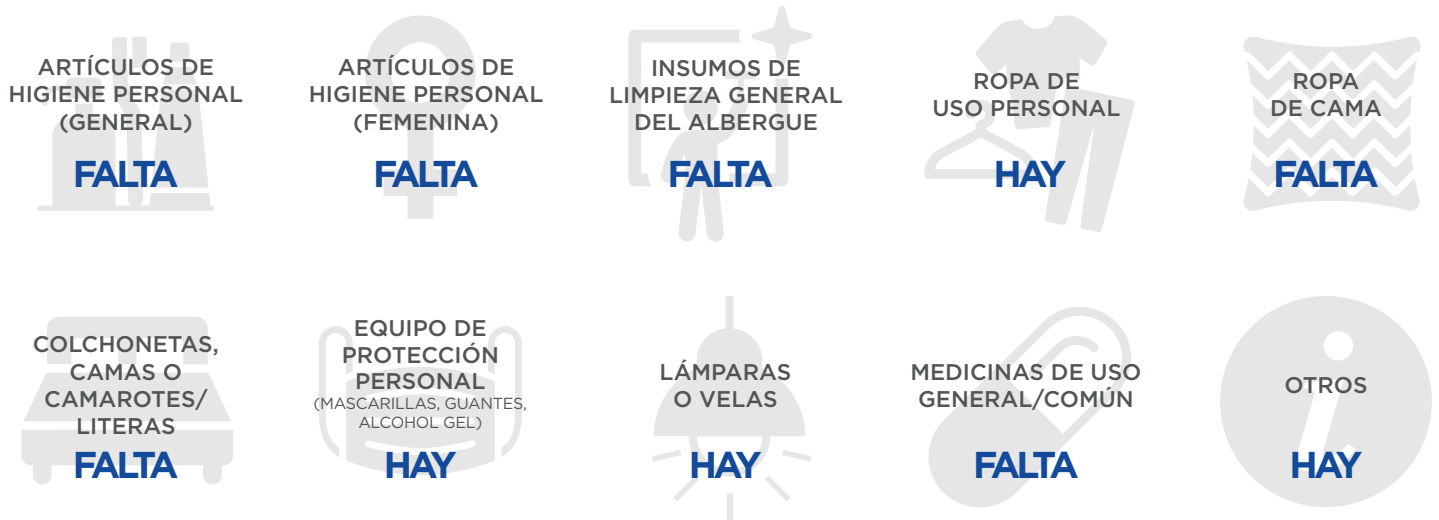 ARTÍCULOS DE
HIGIENE PERSONAL
(GENERAL)
FALTA
ARTÍCULOS DE
HIGIENE PERSONAL
(FEMENINA)
FALTA
INSUMOS DE
LIMPIEZA GENERAL
DEL ALBERGUE
FALTA
ROPA DE
USO PERSONAL
HAY
ROPA
DE CAMA
FALTA
COLCHONETAS,
CAMAS O
CAMAROTES/
LITERAS
FALTA
EQUIPO DE
PROTECCIÓN
PERSONAL
(MASCARILLAS, GUANTES,
ALCOHOL GEL)
HAY
LÁMPARAS
O VELAS
HAY
MEDICINAS DE USO
GENERAL/COMÚN
FALTA
OTROS
HAY